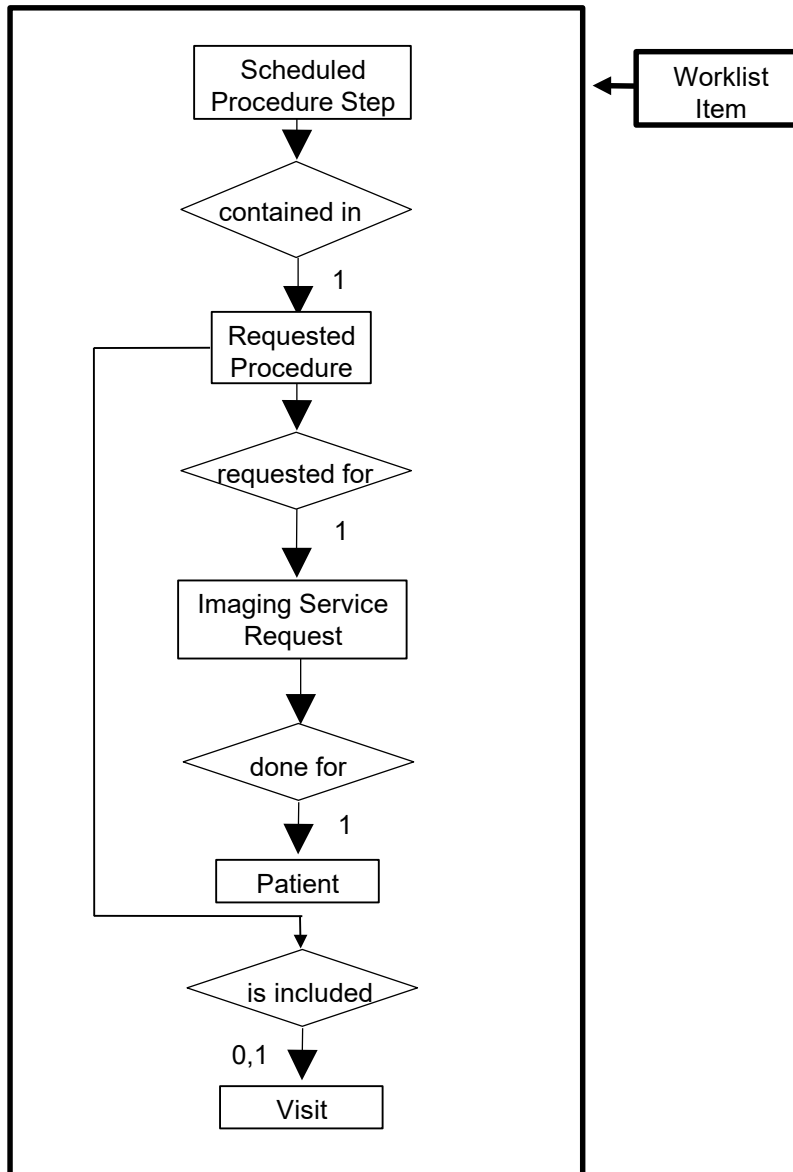 Scheduled
Procedure Step
Worklist
Item
contained in
1
Requested
Procedure
requested for
1
Imaging Service
Request
done for
1
Patient
is included
0,1
Visit